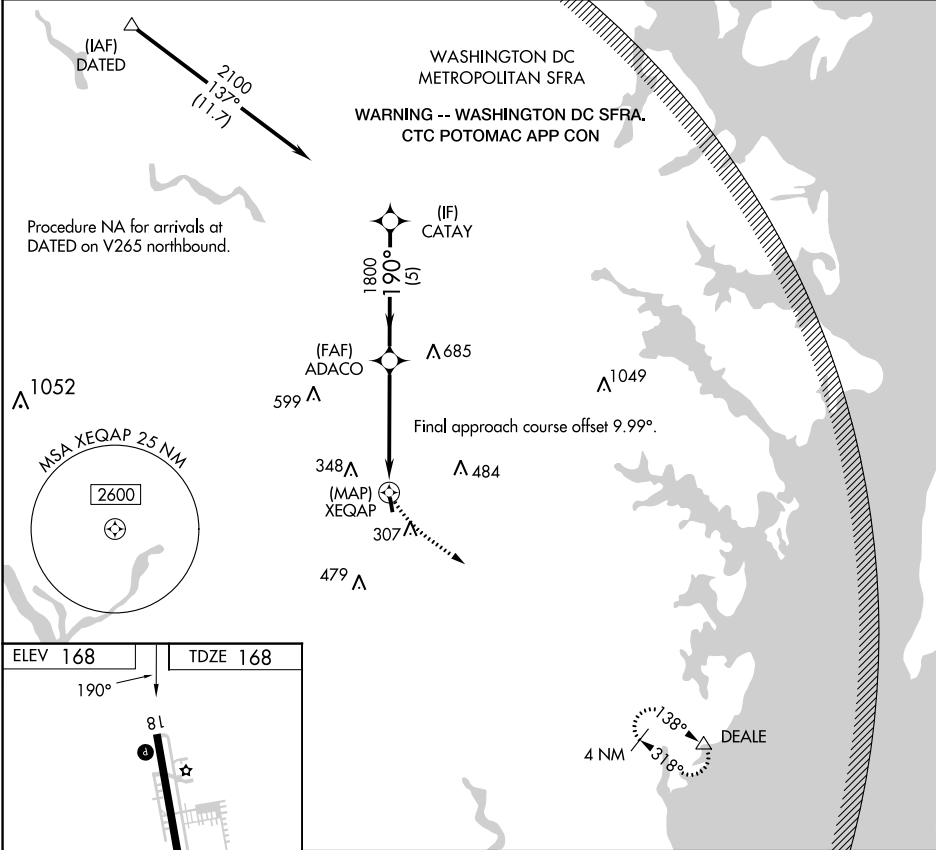 (IAF)
DATED
2100
137°
(11.7)
WASHINGTON DC
METROPOLITAN SFRA
WARNING -- WASHINGTON DC SFRA.
CTC POTOMAC APP CON
Procedure NA for arrivals at
DATED on V265 northbound.
(IF)
CATAY
1800
190°
(5)
(FAF)
ADACO
685
1052
599
1049
Final approach course offset 9.99°.
MSA XEQAP 25 NM
2600
348
484
(MAP)
XEQAP
307
479
ELEV 168
TDZE 168
190°
18
P
138°
318°
4 NM
DEALE